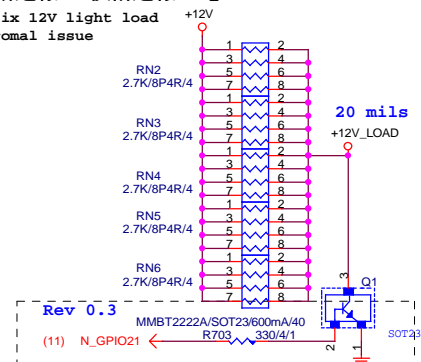 ix 12V light load
+12V
romal issue
1 2
3 4
RN2
5 6
2.7K/8P4R/4
7 8
1 2
3 4
RN3
5 6
2.7K/8P4R/4
7 8
20 mils
+12V_LOAD
1 2
3 4
RN4
5 6
2.7K/8P4R/4
7 8
1 2
3 4
RN5
5 6
2.7K/8P4R/4
7 8
1 2
3 4
RN6
5 6
2.7K/8P4R/4
7 8
3
Q1
Rev 0.3
MMBT2222A/SOT23/600mA/40
SOT23
(11) N_GPIO21
R703 330/4/1
2 1